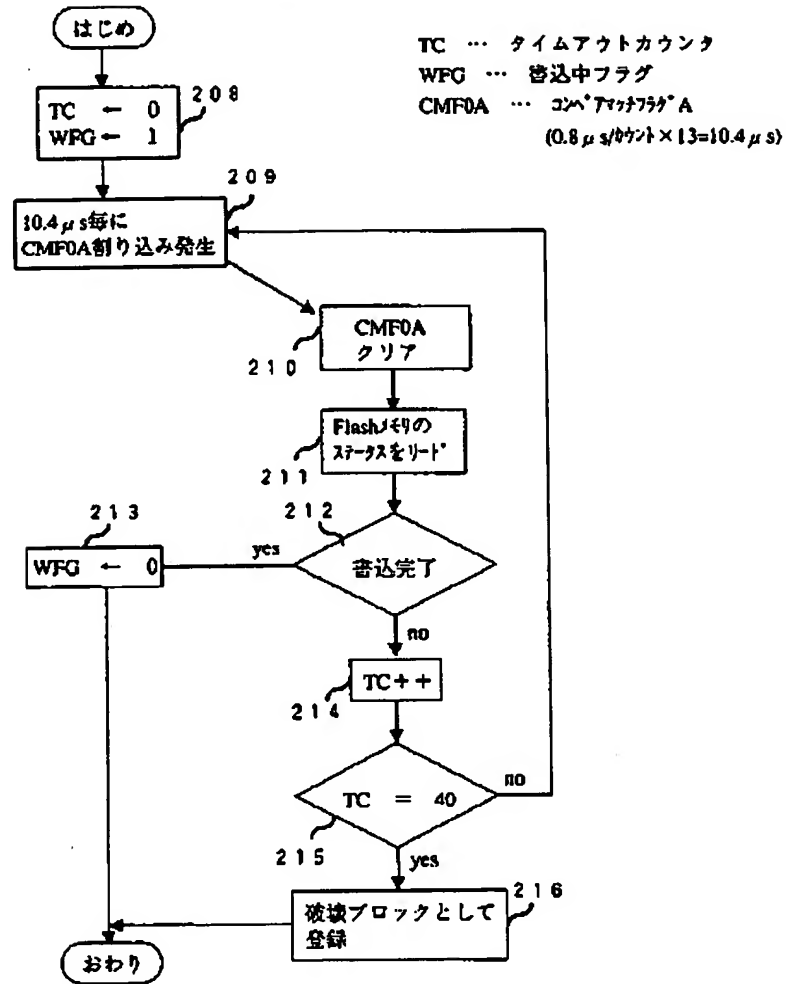 はじめ
TC … タイムアウトカウンタ
WFG … 書込中フラグ
CMF0A … コンペアマッチフラグA
(0.8μs/カウント×13=10.4μs)
208
TC ← 0
WFG ← 1
209
10.4μs毎に
CMF0A割り込み発生
CMF0A
クリア
210
Flashメモリの
ステータスをリード
211
212
書込完了
yes
213
WFG ← 0
no
TC++
214
TC = 40
no
215
yes
216
破壊ブロックとして
登録
おわり